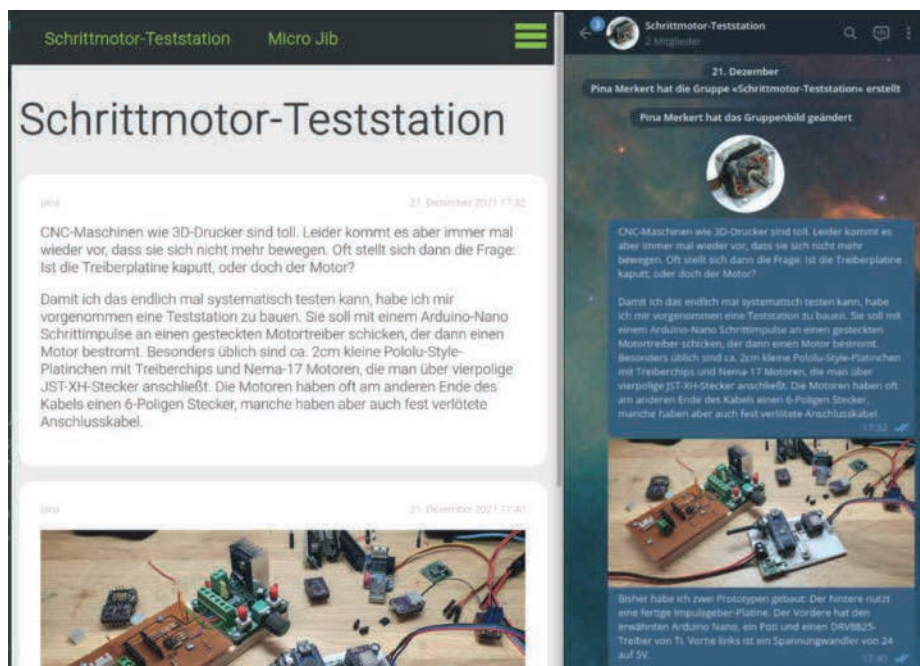 Schrittmotor-Teststation Micro Jib
Schrittmotor-Teststation
pina 21. Dezember 2021 17:32
CNC-Maschinen wie 3D-Drucker sind toll. Leider kommt es aber immer mal
wieder vor, dass sie sich nicht mehr bewegen. Oft stellt sich dann die Frage:
Ist die Treiberplatine kaputt, oder doch der Motor?
Damit ich das endlich mal systematisch testen kann, habe ich mir
vorgenommen eine Teststation zu bauen. Sie soll mit einem Arduino-Nano
Schrittimpulse an einen gesteckten Motortreiber schicken, der dann einen
Motor bestromt. Besonders üblich sind ca. 2cm kleine Pololu-Style-
Platinchen mit Treiberchips und Nema-17 Motoren, die man über vierpolige
JST-XH-Stecker anschließt. Die Motoren haben oft am anderen Ende des
Kabels einen 6-Poligen Stecker, manche haben aber auch fest verlötete
Anschlusskabel.
pina 21. Dezember 2021 17:40
3
Schrittmotor-Teststation
2 Mitglieder
21. Dezember
Pina Merkert hat die Gruppe «Schrittmotor-Teststation» erstellt
Pina Merkert hat das Gruppenbild geändert
CNC-Maschinen wie 3D-Drucker sind toll. Leider kommt es
aber immer mal wieder vor, dass sie sich nicht mehr
bewegen. Oft stellt sich dann die Frage: Ist die Treiberplatine
kaputt, oder doch der Motor?
Damit ich das endlich mal systematisch testen kann, habe
ich mir vorgenommen eine Teststation zu bauen. Sie soll mit
einem Arduino-Nano Schrittimpulse an einen gesteckten
Motortreiber schicken, der dann einen Motor bestromt.
Besonders üblich sind ca. 2cm kleine Pololu-Style-Platinchen
mit Treiberchips und Nema-17 Motoren, die man über
vierpolige JST-XH-Stecker anschließt. Die Motoren haben oft
am anderen Ende des Kabels einen 6-Poligen Stecker,
manche haben aber auch fest verlötete Anschlusskabel.
17:32
Bisher habe ich zwei Prototypen gebaut: Der hintere nutzt
eine fertige Impulsgeber-Platine. Der Vordere hat den
erwähnten Arduino Nano, ein Poti und einen DRV8825-
Treiber von Ti. Vorne links ist ein Spannungwandler von 24
auf 5V.
17:40